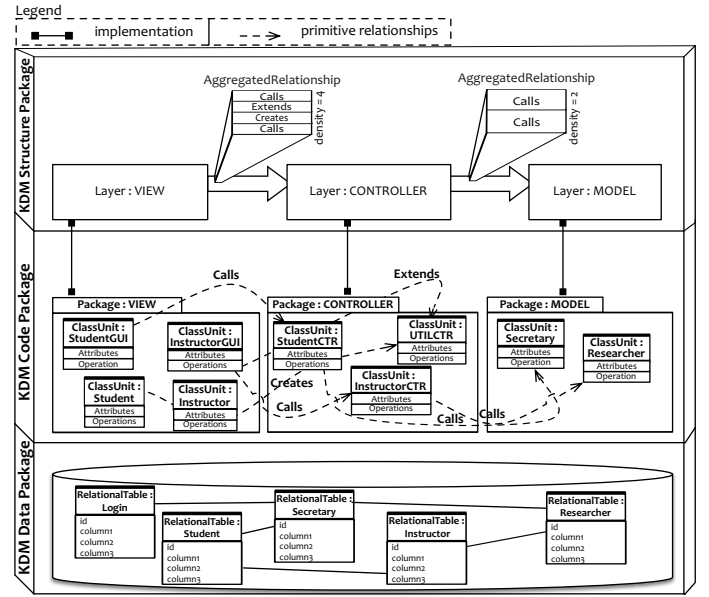 Legend
implementation
primitive relationships
KDM Structure Package
AggregatedRelationship
Calls
Extends
Creates
Calls
density = 4
AggregatedRelationship
Calls
Calls
density = 2
Layer : VIEW
Layer : CONTROLLER
Layer : MODEL
KDM Code Package
Calls
Extends
Package : VIEW
Package : CONTROLLER
Package : MODEL
ClassUnit :
StudentGUI
Attributes
Operation
ClassUnit :
InstructorGUI
Attributes
Operations
ClassUnit :
StudentCTR
Attributes
Operations
ClassUnit :
UTILCTR
Attributes
Operations
ClassUnit :
Secretary
Attributes
Operations
ClassUnit :
Researcher
Attributes
Operation
ClassUnit :
Student
Attributes
Operation
ClassUnit :
Instructor
Attributes
Operations
Creates
Calls
ClassUnit :
InstructorCTR
Attributes
Operations
Calls
Calls
KDM Data Package
RelationalTable :
Login
id
column1
column2
column3
RelationalTable :
Student
id
column1
column2
column3
RelationalTable :
Secretary
id
column1
column2
column3
RelationalTable :
Instructor
id
column1
column2
column3
RelationalTable :
Researcher
id
column1
column2
column3